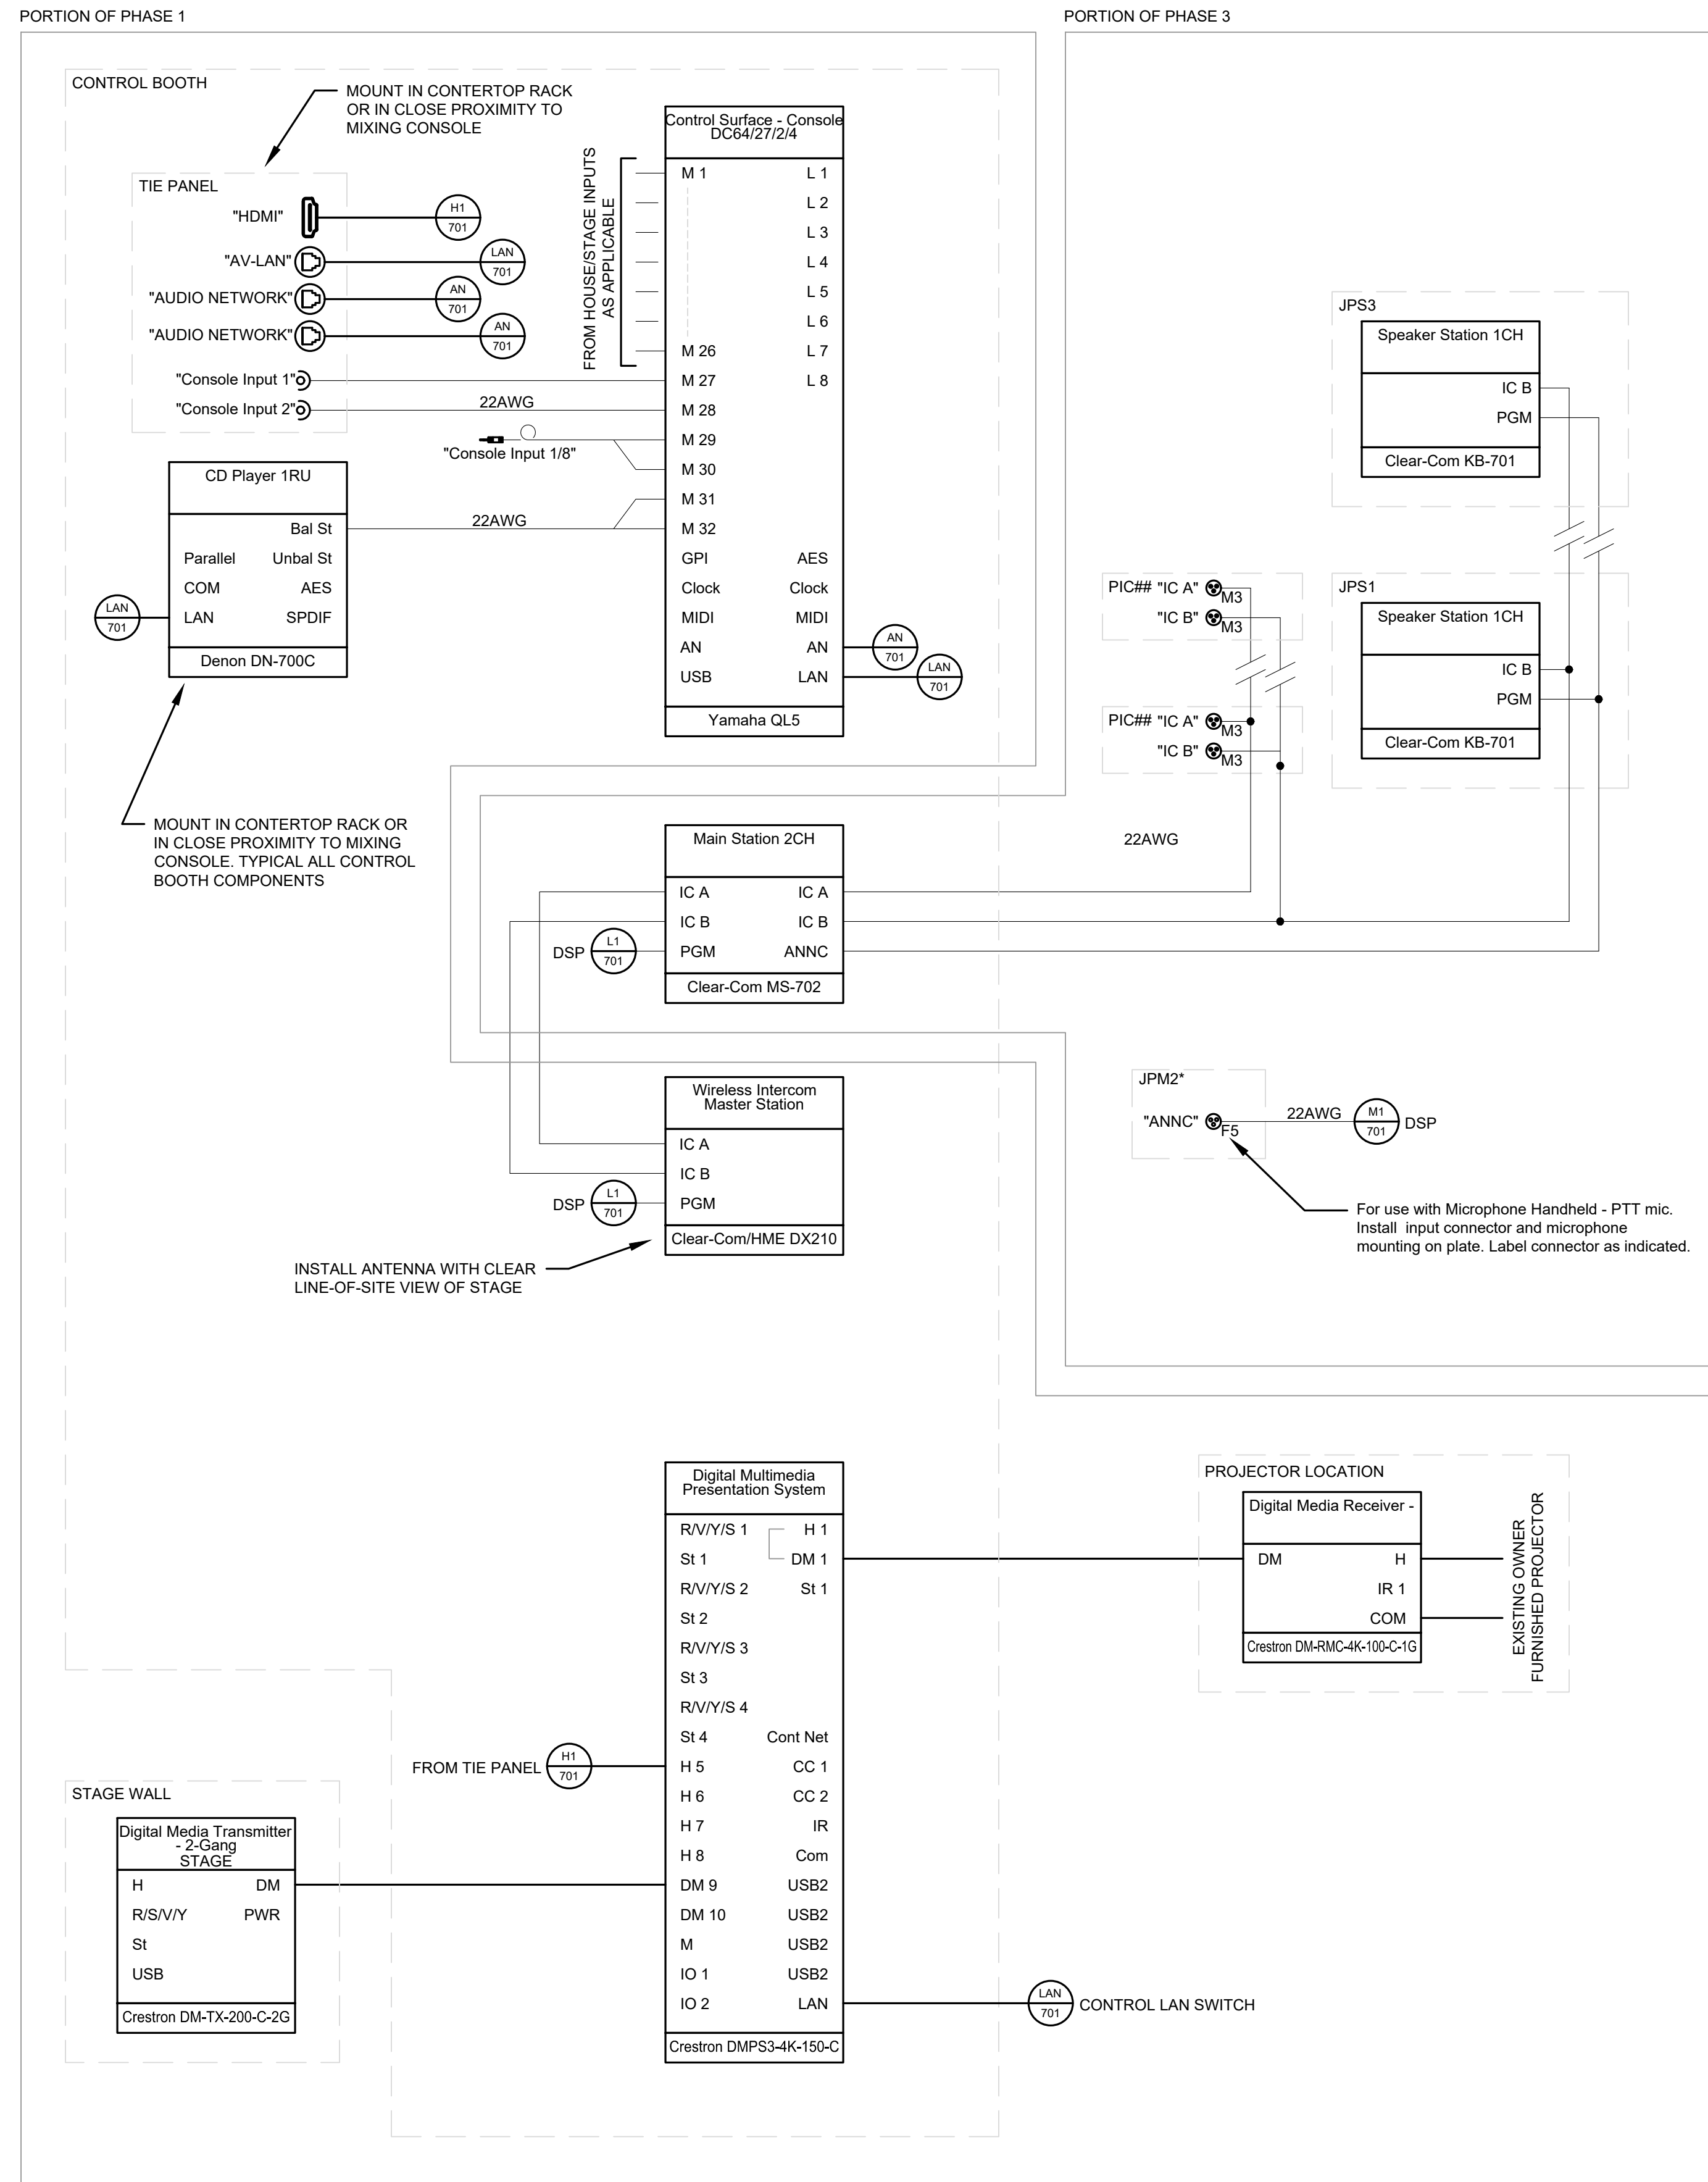 PORTION OF PHASE 1
PORTION OF PHASE 3
CONTROL BOOTH
MOUNT IN CONTERTOP RACK
OR IN CLOSE PROXIMITY TO
MIXING CONSOLE
TIE PANEL
"HDMI"
H1
701
"AV-LAN"
LAN
701
"AUDIO NETWORK"
AN
701
"AUDIO NETWORK"
AN
701
"Console Input 1"
"Console Input 2"
22AWG
"Console Input 1/8"
FROM HOUSE/STAGE INPUTS
AS APPLICABLE
Control Surface - Console
DC64/27/2/4
M 1 L 1
L 2
L 3
L 4
L 5
L 6
M 26 L 7
M 27 L 8
M 28
M 29
M 30
M 31
M 32
GPI AES
Clock Clock
MIDI MIDI
AN AN
USB LAN
Yamaha QL5
AN
701
LAN
701
CD Player 1RU
Bal St
Parallel Unbal St
COM AES
LAN SPDIF
Denon DN-700C
22AWG
LAN
701
MOUNT IN CONTERTOP RACK OR
IN CLOSE PROXIMITY TO MIXING
CONSOLE. TYPICAL ALL CONTROL
BOOTH COMPONENTS
JPS3
Speaker Station 1CH
IC B
PGM
Clear-Com KB-701
JPS1
Speaker Station 1CH
IC B
PGM
Clear-Com KB-701
PIC## "IC A" M3
"IC B" M3
PIC## "IC A" M3
"IC B" M3
22AWG
Main Station 2CH
IC A IC A
IC B IC B
PGM ANNC
Clear-Com MS-702
DSP
L1
701
Wireless Intercom
Master Station
IC A
IC B
PGM
Clear-Com/HME DX210
DSP
L1
701
INSTALL ANTENNA WITH CLEAR
LINE-OF-SITE VIEW OF STAGE
JPM2*
"ANNC" F5
22AWG
M1
701
DSP
For use with Microphone Handheld - PTT mic.
Install input connector and microphone
mounting on plate. Label connector as indicated.
Digital Multimedia
Presentation System
R/V/Y/S 1 H 1
St 1 DM 1
R/V/Y/S 2 St 1
St 2
R/V/Y/S 3
St 3
R/V/Y/S 4
St 4 Cont Net
H 5 CC 1
H 6 CC 2
H 7 IR
H 8 Com
DM 9 USB2
DM 10 USB2
M USB2
IO 1 USB2
IO 2 LAN
Crestron DMPS3-4K-150-C
FROM TIE PANEL
H1
701
PROJECTOR LOCATION
Digital Media Receiver -
DM H
IR 1
COM
Crestron DM-RMC-4K-100-C-1G
EXISTING OWNER
FURNISHED PROJECTOR
STAGE WALL
Digital Media Transmitter
- 2-Gang
STAGE
H DM
R/S/V/Y PWR
St
USB
Crestron DM-TX-200-C-2G
LAN
701
CONTROL LAN SWITCH